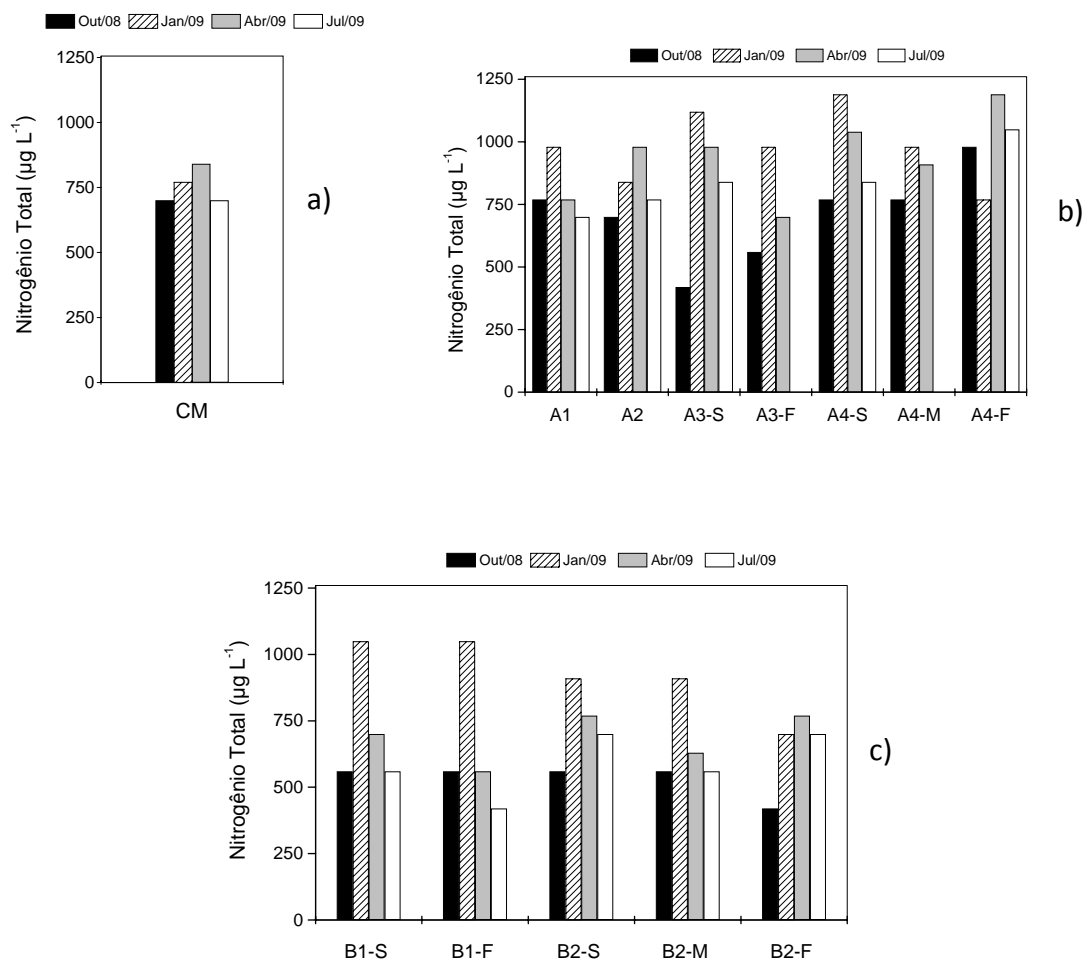 Out/08 Jan/09 Abr/09 Jul/09
1250
1000
750
500
250
0
Nitrogênio Total (µg L⁻¹)
CM
a)
Out/08 Jan/09 Abr/09 Jul/09
1250
1000
750
500
250
0
Nitrogênio Total (µg L⁻¹)
A1 A2 A3-S A3-F A4-S A4-M A4-F
b)
Out/08 Jan/09 Abr/09 Jul/09
1250
1000
750
500
250
0
Nitrogênio Total (µg L⁻¹)
B1-S B1-F B2-S B2-M B2-F
c)